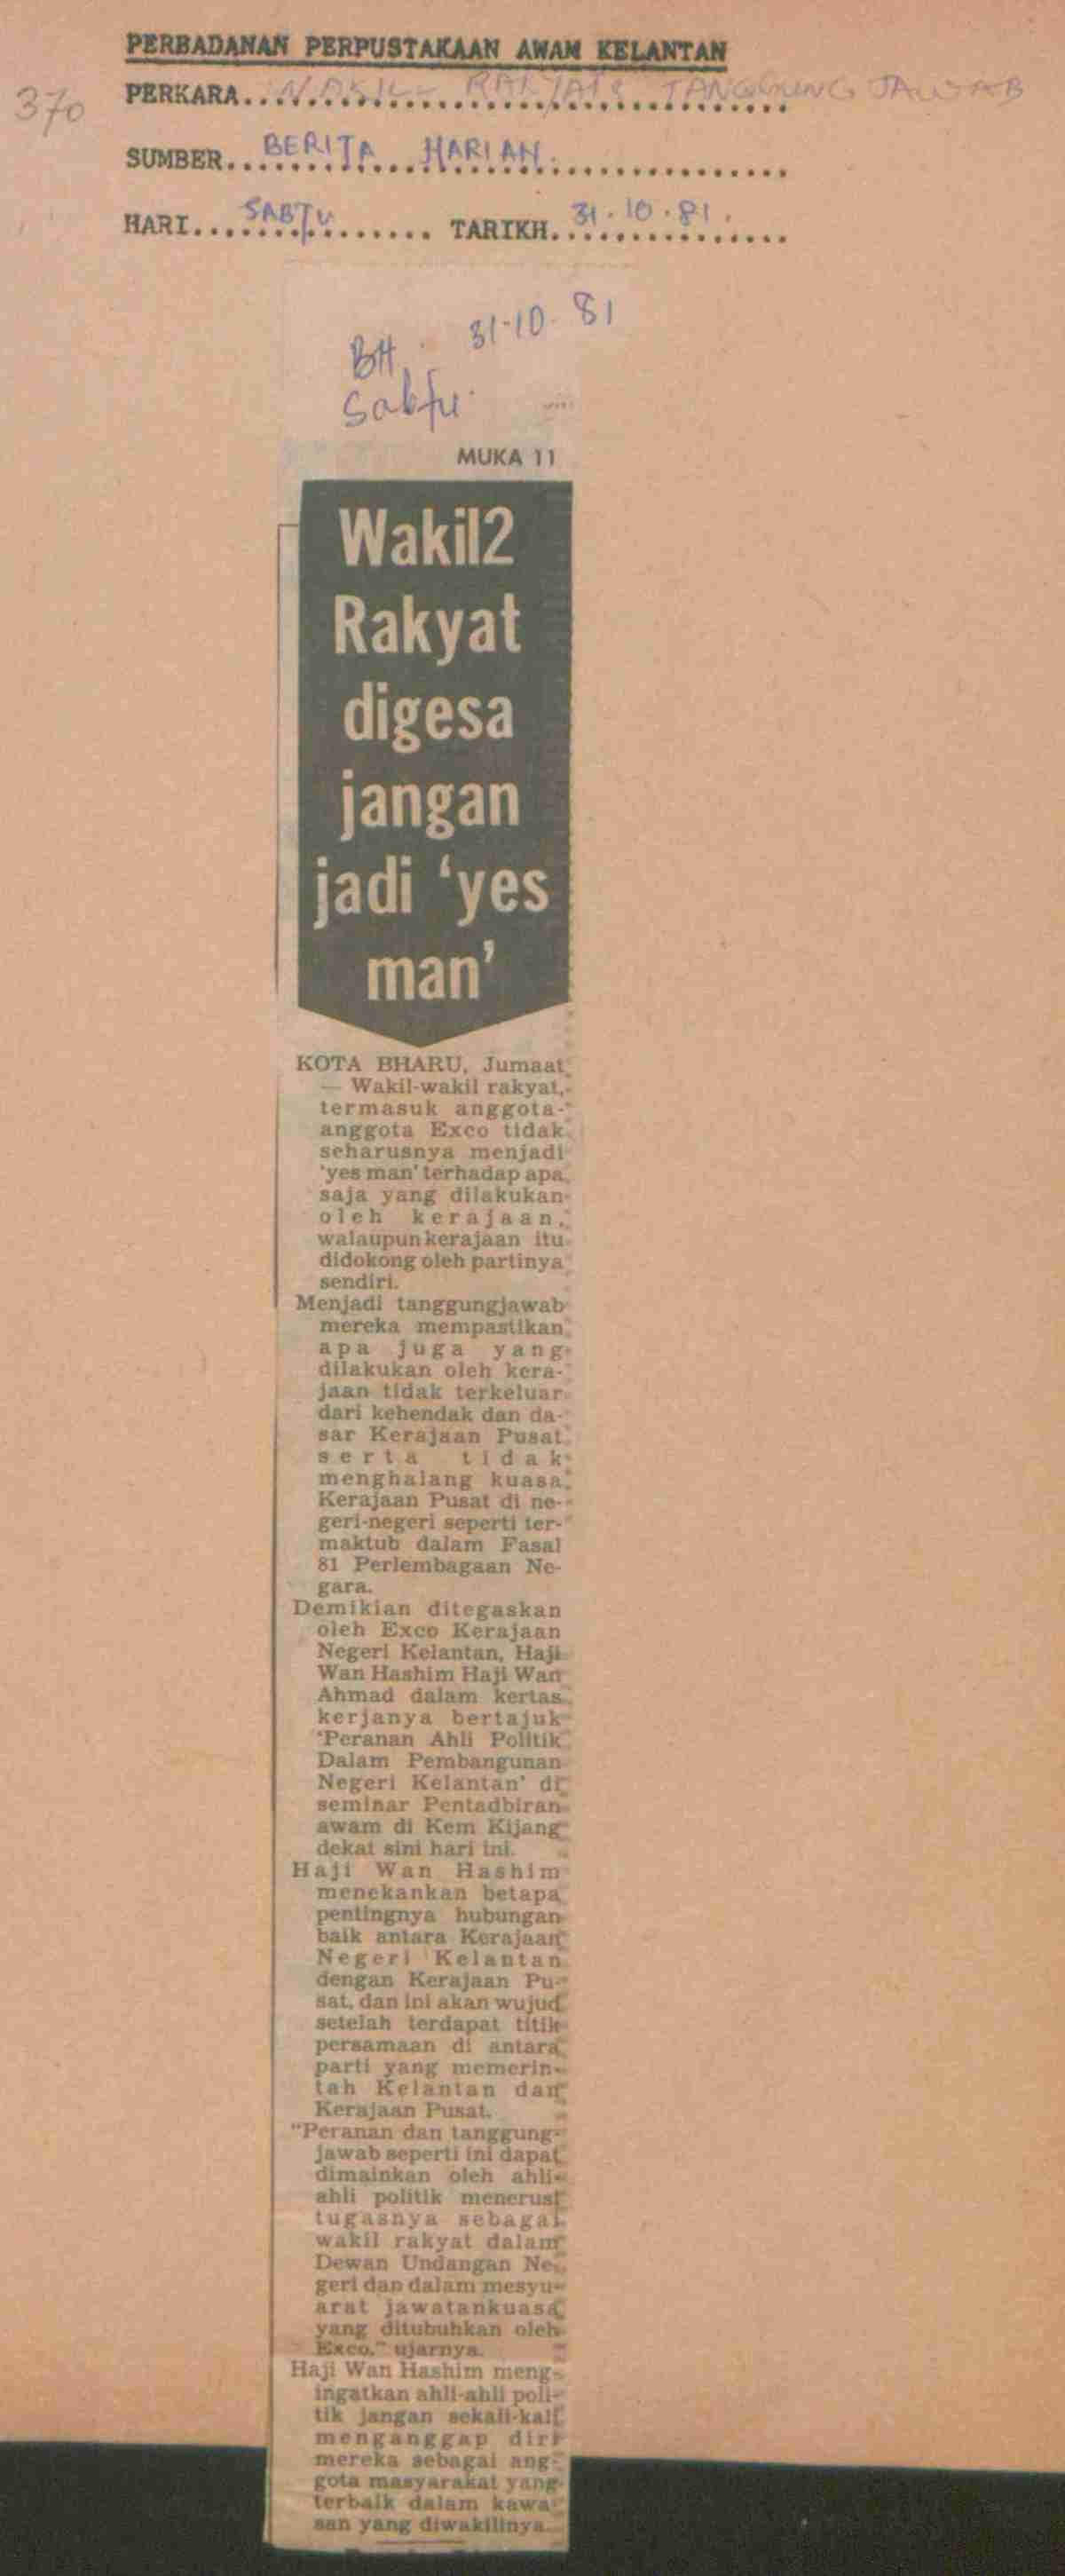 PERBADANAN PERPUSTAKAAN AWAM KELANTAN
370
PERKARA....WAKIL - RAKYAT: TANGGUNG JAWAB
SUMBER...BERITA HARIAN.
HARI...SABTU... TARIKH...31.10.81.
BH. 31-10-81
Sabtu.
MUKA 11
Wakil2
Rakyat
digesa
jangan
jadi ‘yes
man’
KOTA BHARU, Jumaat
— Wakil-wakil rakyat,
termasuk anggota-
anggota Exco tidak
seharusnya menjadi
‘yes man’ terhadap apa
saja yang dilakukan
oleh kerajaan,
walaupun kerajaan itu
didokong oleh partinya
sendiri.
Menjadi tanggungjawab
mereka mempastikan
apa juga yang
dilakukan oleh kera-
jaan tidak terkeluar
dari kehendak dan da-
sar Kerajaan Pusat
serta tidak
menghalang kuasa
Kerajaan Pusat di ne-
geri-negeri seperti ter-
maktub dalam Fasal
81 Perlembagaan Ne-
gara.
Demikian ditegaskan
oleh Exco Kerajaan
Negeri Kelantan, Haji
Wan Hashim Haji Wan
Ahmad dalam kertas
kerjanya bertajuk
‘Peranan Ahli Politik
Dalam Pembangunan
Negeri Kelantan’ di
seminar Pentadbiran
awam di Kem Kijang
dekat sini hari ini.
Haji Wan Hashim
menekankan betapa
pentingnya hubungan
baik antara Kerajaan
Negeri Kelantan
dengan Kerajaan Pu-
sat, dan ini akan wujud
setelah terdapat titik
persamaan di antara
parti yang memerin-
tah Kelantan dan
Kerajaan Pusat.
“Peranan dan tanggung-
jawab seperti ini dapat
dimainkan oleh ahli-
ahli politik menerusi
tugasnya sebagai
wakil rakyat dalam
Dewan Undangan Ne-
geri dan dalam mesyu-
arat jawatankuasa
yang ditubuhkan oleh
Exco,” ujarnya.
Haji Wan Hashim meng-
ingatkan ahli-ahli poli-
tik jangan sekali-kali
menganggap diri
mereka sebagai ang-
gota masyarakat yang
terbaik dalam kawa-
san yang diwakilinya.